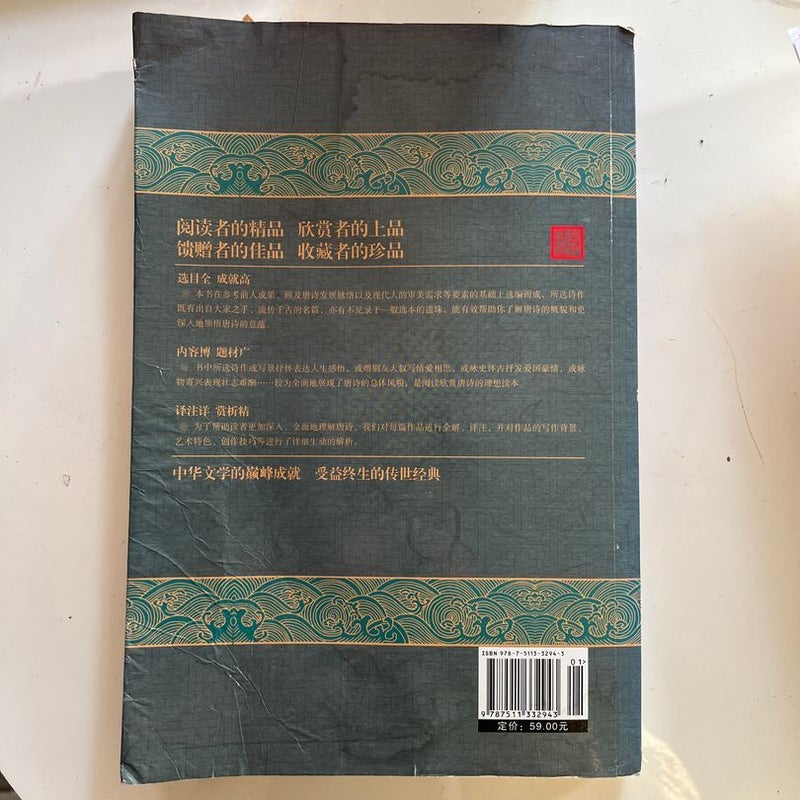 阅读者的精品 欣赏者的上品
馈赠者的佳品 收藏者的珍品
选目全 成就高
本书在参考前人成果、顾及唐诗发展脉络以及现代人的审美需求等要素的基础上选编而成。所选诗作
既有出自大家之手、流传千古的名篇，亦有不见录于一般选本的遗珠，能有效帮助你了解唐诗的概貌和更
深入地领悟唐诗的意蕴。
内容博 题材广
书中所选诗作或写景抒怀表达人生感悟，或赠别友人叙写情爱相思，或咏史怀古抒发爱国豪情，或咏
物寄兴表现壮志难酬……较为全面地展现了唐诗的总体风貌，是阅读欣赏唐诗的理想读本。
译注详 赏析精
为了帮助读者更加深入、全面地理解唐诗，我们对每篇作品进行全解、译注，并对作品的写作背景、
艺术特色、创作技巧等进行了详细生动的解析。
中华文学的巅峰成就 受益终生的传世经典
ISBN 978-7-5113-3294-3
01>
9 787511 332943
定价：59.00元